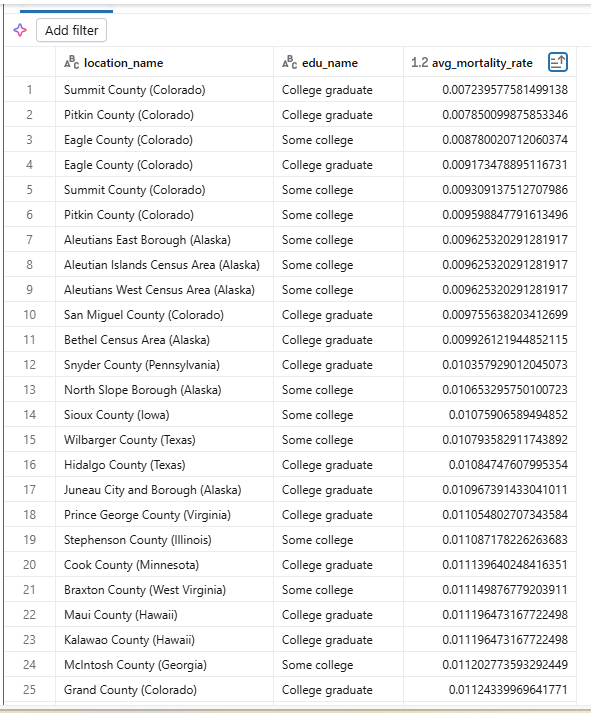 Add filter
ABC location_name ABC edu_name 1.2 avg_mortality_rate
1 Summit County (Colorado) College graduate 0.007239577581499138
2 Pitkin County (Colorado) College graduate 0.007850099875853346
3 Eagle County (Colorado) Some college 0.008780020712060374
4 Eagle County (Colorado) College graduate 0.009173478895116731
5 Summit County (Colorado) Some college 0.009309137512707986
6 Pitkin County (Colorado) Some college 0.009598847791613496
7 Aleutians East Borough (Alaska) Some college 0.009625320291281917
8 Aleutian Islands Census Area (Alaska) Some college 0.009625320291281917
9 Aleutians West Census Area (Alaska) Some college 0.009625320291281917
10 San Miguel County (Colorado) College graduate 0.009755638203412699
11 Bethel Census Area (Alaska) College graduate 0.009926121944852115
12 Snyder County (Pennsylvania) College graduate 0.010357929012045073
13 North Slope Borough (Alaska) Some college 0.010653295750100723
14 Sioux County (Iowa) Some college 0.01075906589494852
15 Wilbarger County (Texas) Some college 0.010793582911743892
16 Hidalgo County (Texas) College graduate 0.01084747607995354
17 Juneau City and Borough (Alaska) College graduate 0.010967391433041011
18 Prince George County (Virginia) College graduate 0.011054802707343584
19 Stephenson County (Illinois) Some college 0.011087178226263683
20 Cook County (Minnesota) College graduate 0.011139640248416351
21 Braxton County (West Virginia) Some college 0.011149876779203911
22 Maui County (Hawaii) College graduate 0.011196473167722498
23 Kalawao County (Hawaii) College graduate 0.011196473167722498
24 McIntosh County (Georgia) Some college 0.011202773593292449
25 Grand County (Colorado) College graduate 0.01124339969641771